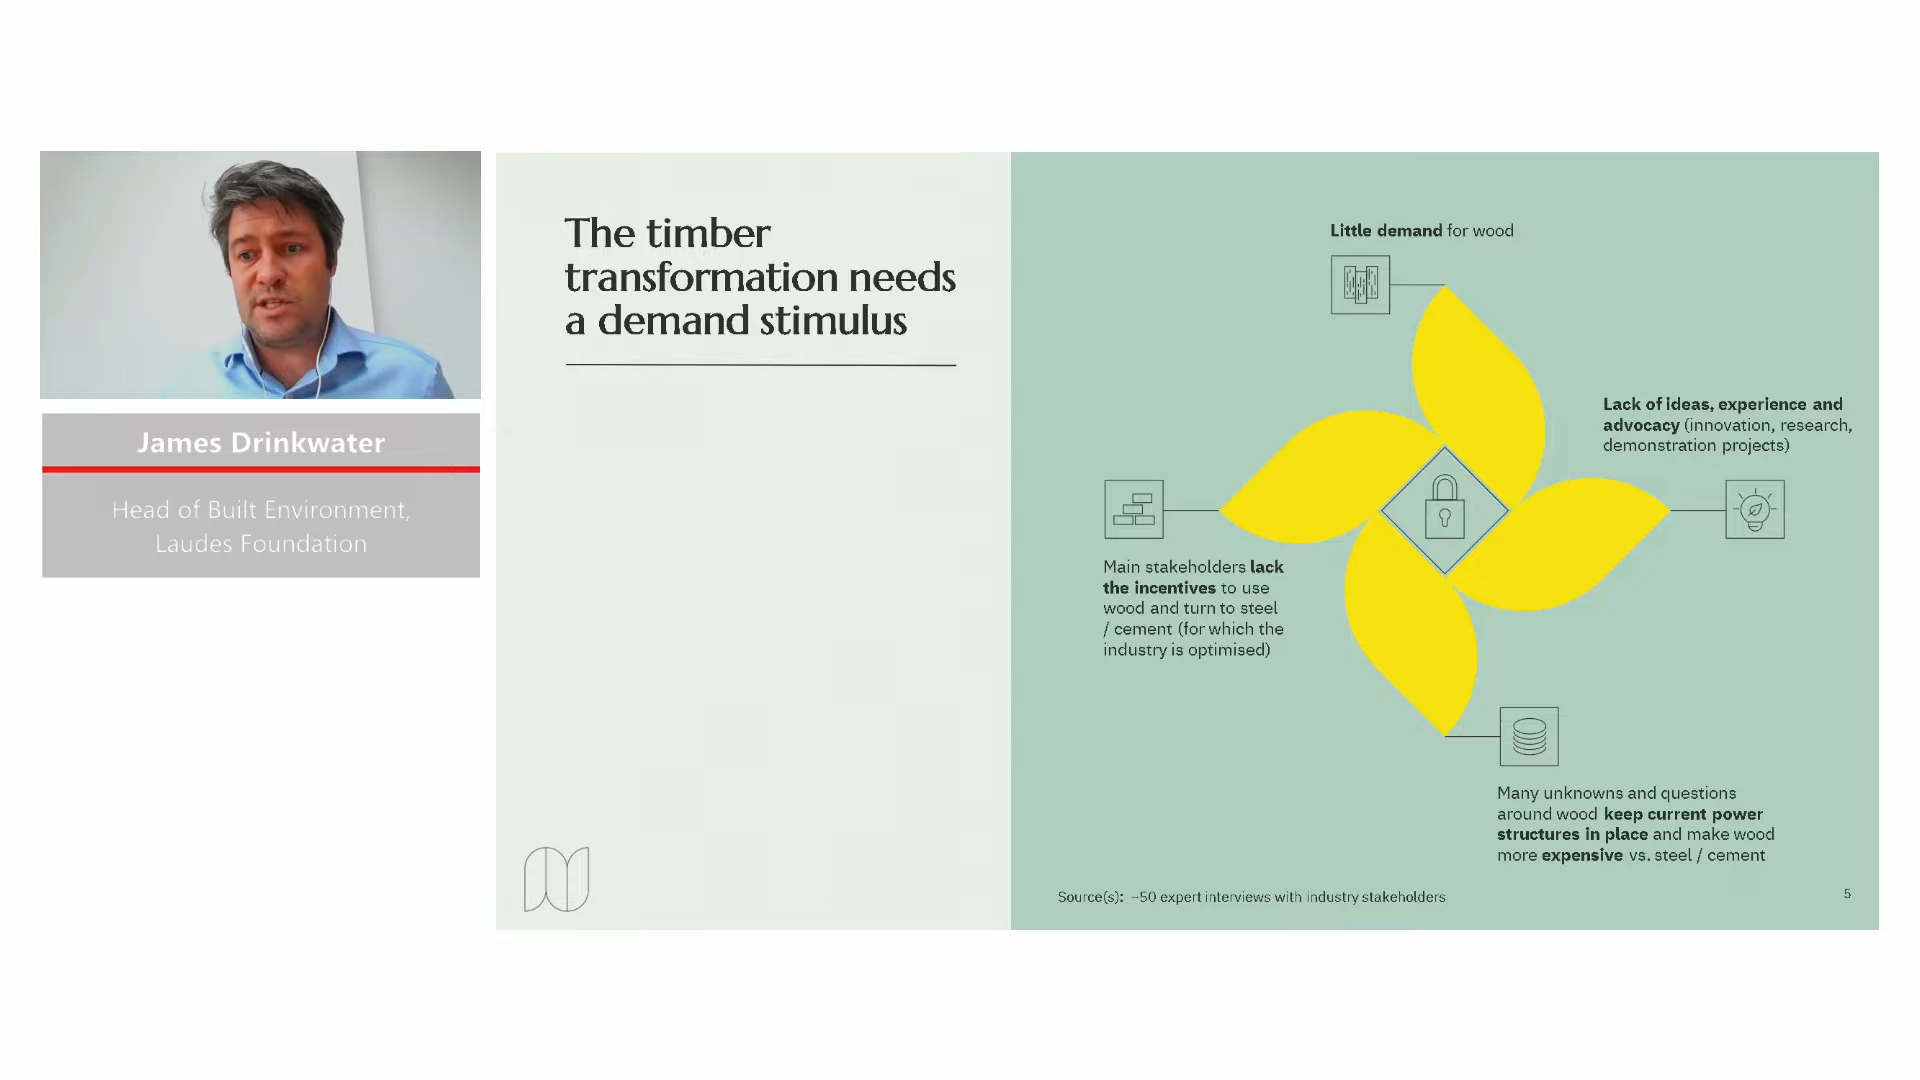 James Drinkwater
Head of Built Environment,
Laudes Foundation
The timber
transformation needs
a demand stimulus
Little demand for wood
Lack of ideas, experience and
advocacy (innovation, research,
demonstration projects)
Main stakeholders lack
the incentives to use
wood and turn to steel
/ cement (for which the
industry is optimised)
Many unknowns and questions
around wood keep current power
structures in place and make wood
more expensive vs. steel / cement
Source(s): ~50 expert interviews with industry stakeholders
5